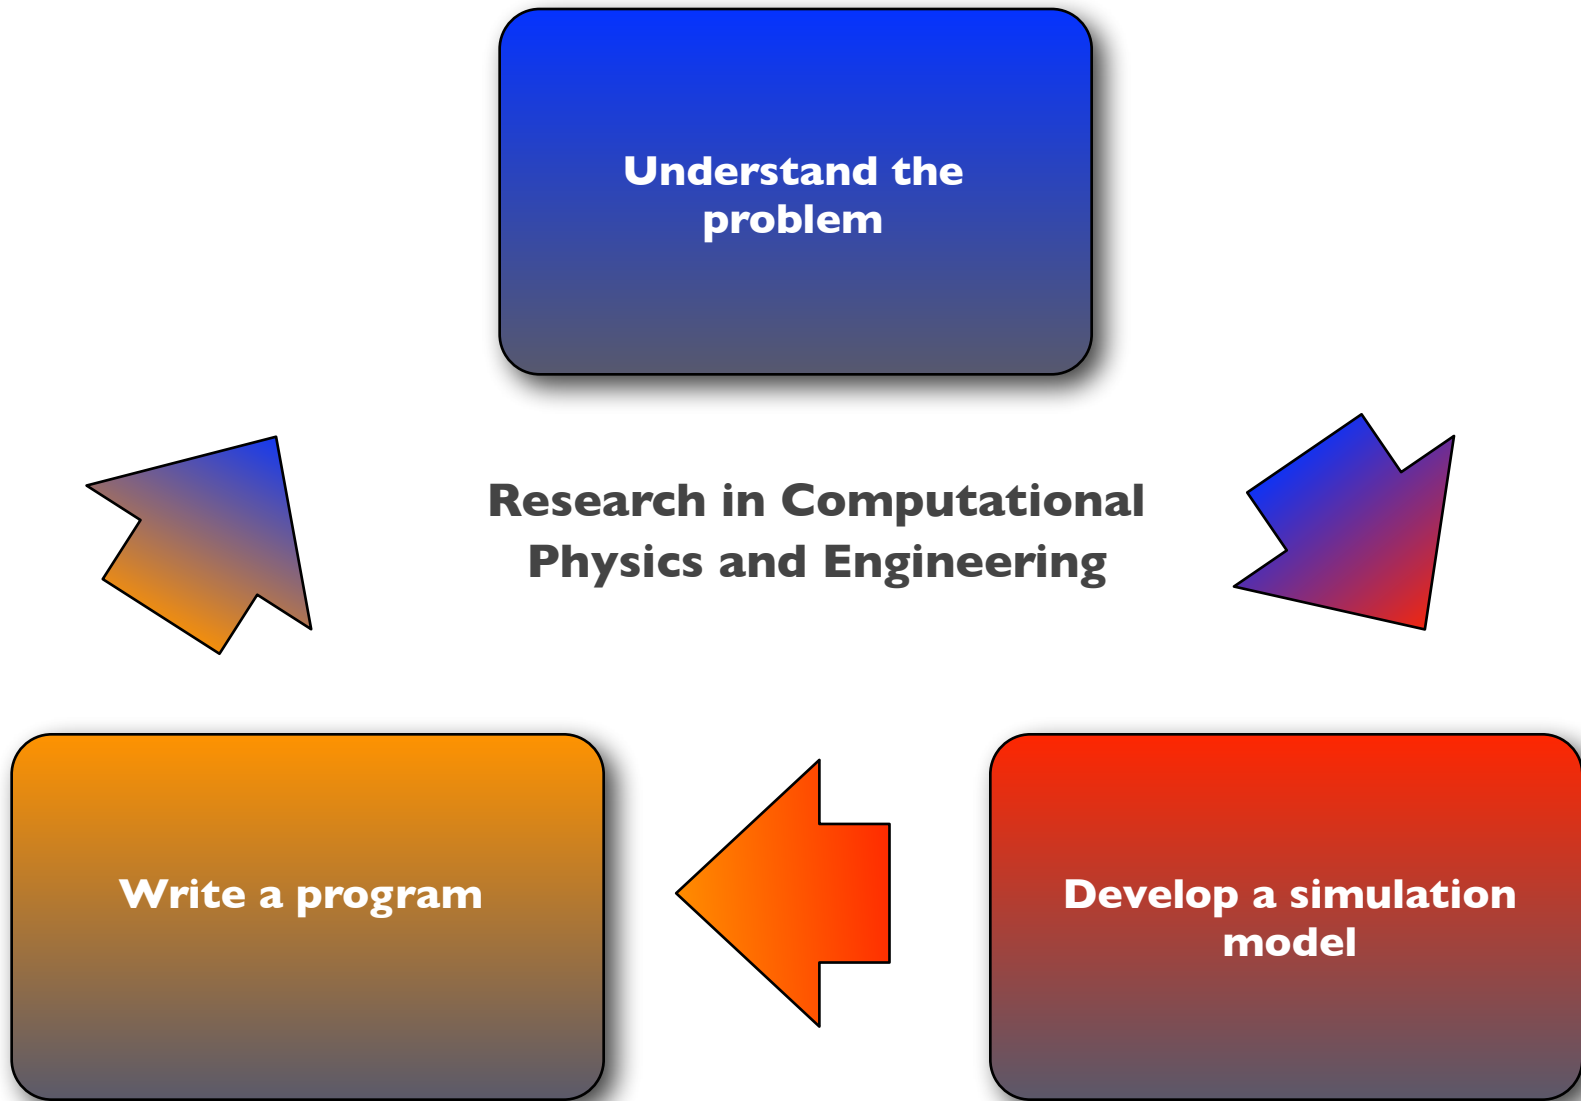 Understand the
problem
Research in Computational
Physics and Engineering
Write a program
Develop a simulation
model